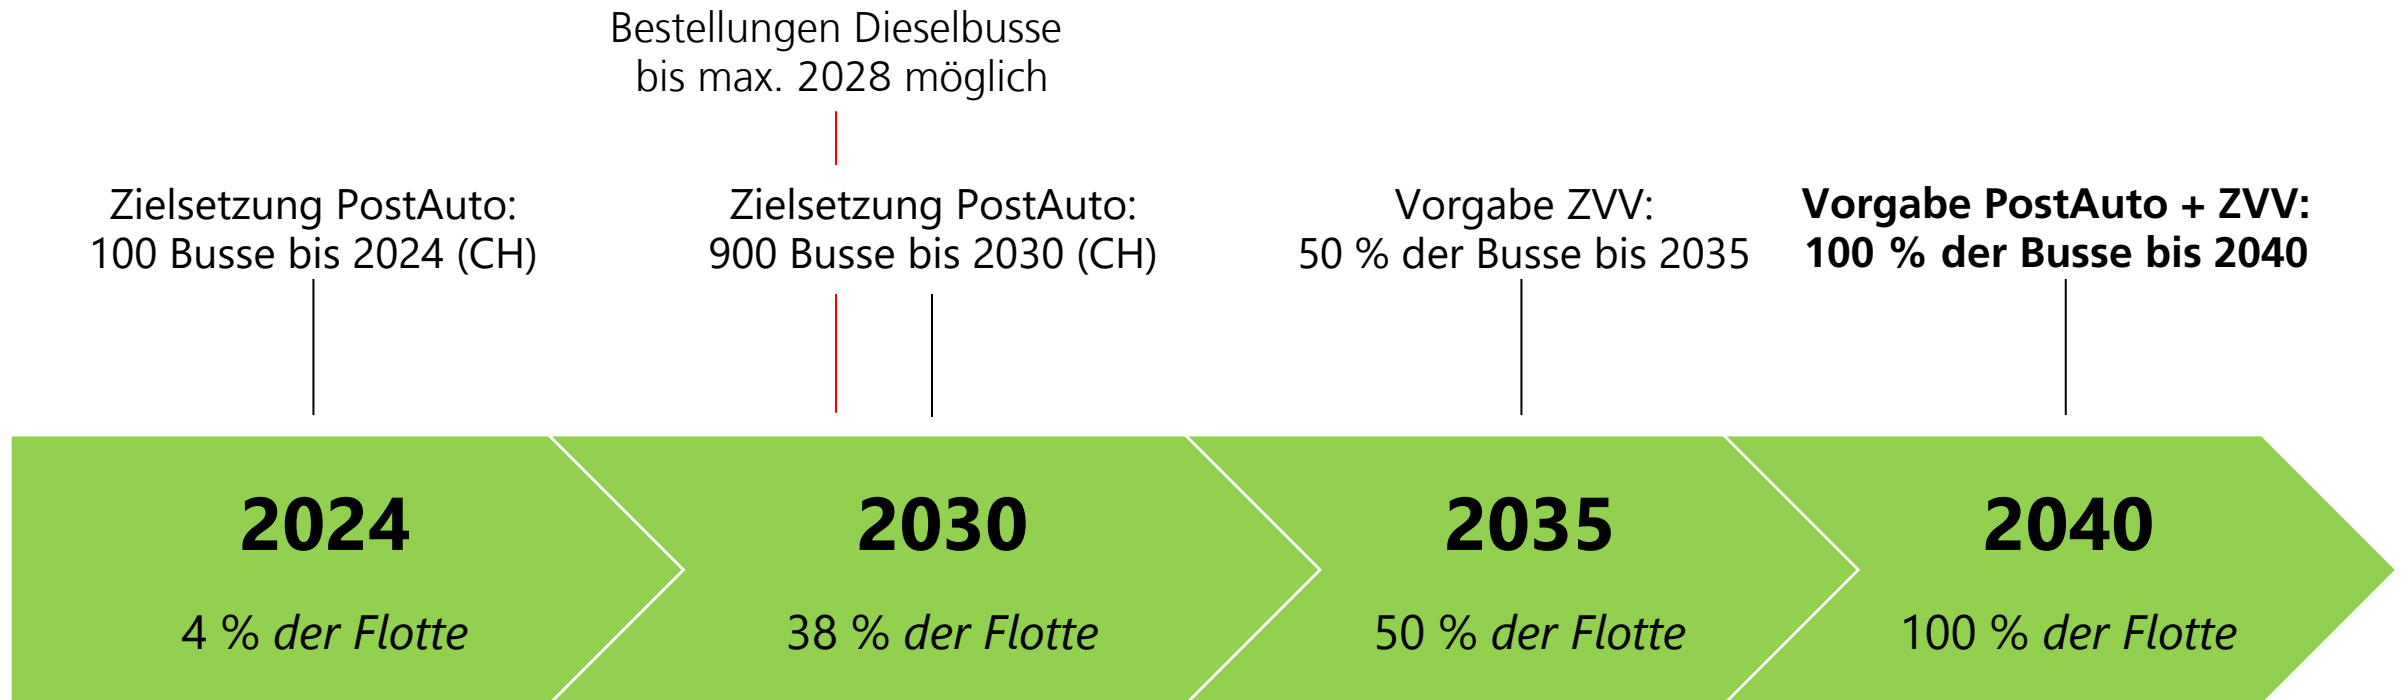 Bestellungen Dieselbusse
bis max. 2028 möglich
Zielsetzung PostAuto:
100 Busse bis 2024 (CH)
Zielsetzung PostAuto:
900 Busse bis 2030 (CH)
Vorgabe ZVV:
50 % der Busse bis 2035
Vorgabe PostAuto + ZVV:
100 % der Busse bis 2040
2024
4 % der Flotte
2030
38 % der Flotte
2035
50 % der Flotte
2040
100 % der Flotte